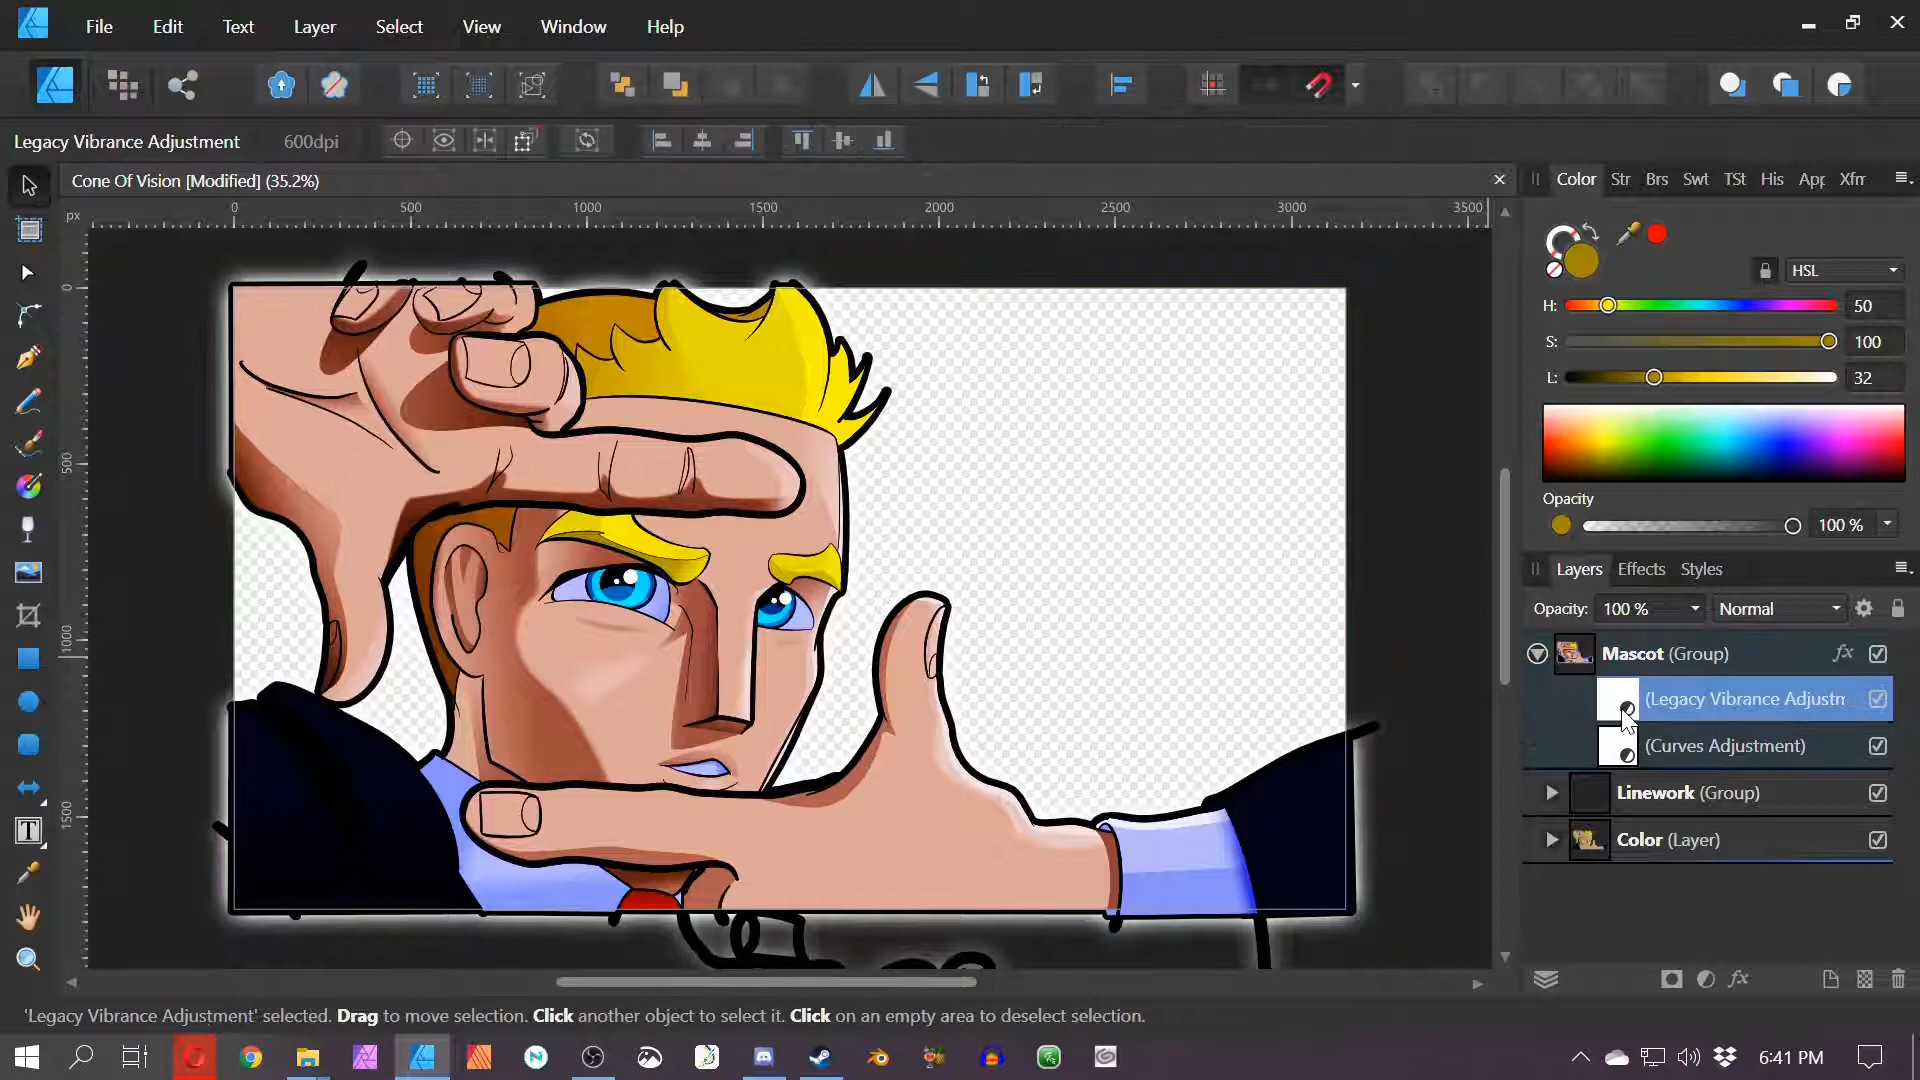 File Edit Text Layer Select View Window Help
Legacy Vibrance Adjustment 600dpi
Cone Of Vision [Modified] (35.2%)
Color Str Brs Swt TSt His App Xfrr
px 0 500 1000 1500 2000 2500 3000 3500
0
500
1000
1500
HSL
H: 50
S: 100
L: 32
Opacity
100 %
Layers Effects Styles
Opacity: 100 % Normal
Mascot (Group) fx
(Legacy Vibrance Adjustm
(Curves Adjustment)
Linework (Group)
Color (Layer)
fx
T
'Legacy Vibrance Adjustment' selected. Drag to move selection. Click another object to select it. Click on an empty area to deselect selection.
6:41 PM